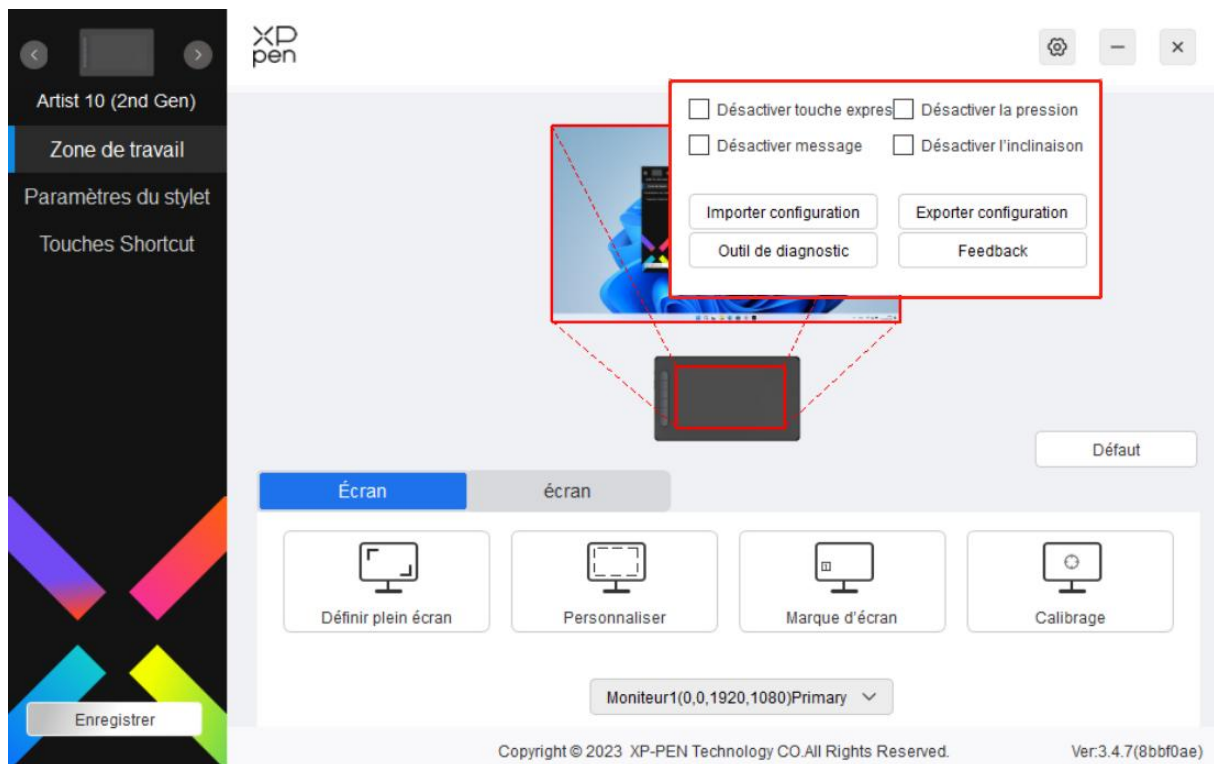 XP
pen
Artist 10 (2nd Gen)
Zone de travail
Paramètres du stylet
Touches Shortcut
Enregistrer
Désactiver touche expres Désactiver la pression
Désactiver message Désactiver l'inclinaison
Importer configuration Exporter configuration
Outil de diagnostic Feedback
Défaut
Écran écran
1
Définir plein écran Personnaliser Marque d'écran Calibrage
Moniteur1(0,0,1920,1080)Primary
Copyright © 2023 XP-PEN Technology CO.All Rights Reserved. Ver:3.4.7(8bbf0ae)